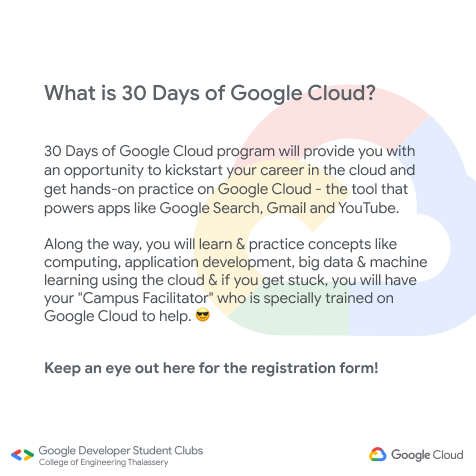 What is 30 Days of Google Cloud?
30 Days of Google Cloud program will provide you with
an opportunity to kickstart your career in the cloud and
get hands-on practice on Google Cloud - the tool that
powers apps like Google Search, Gmail and YouTube.
Along the way, you will learn & practice concepts like
computing, application development, big data & machine
learning using the cloud & if you get stuck, you will have
your "Campus Facilitator" who is specially trained on
Google Cloud to help. 😎
Keep an eye out here for the registration form!
Google Developer Student Clubs
College of Engineering Thalassery
Google Cloud